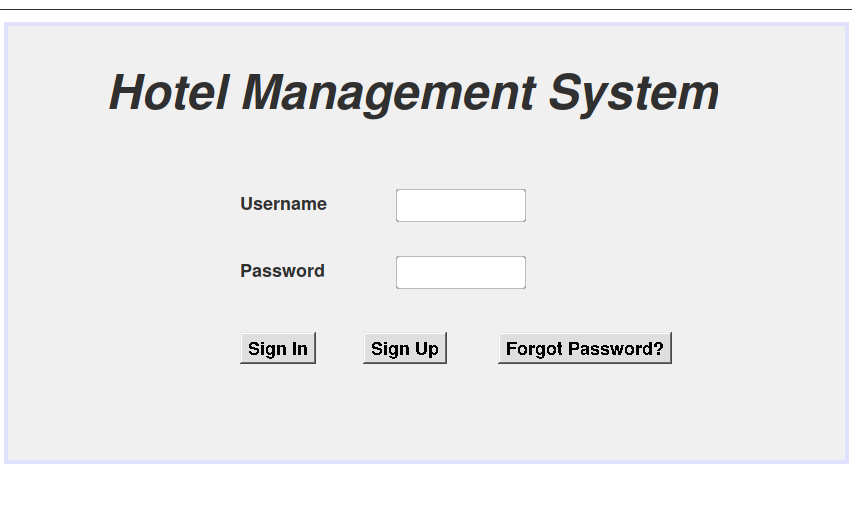 Hotel Management System
Username
Password
Sign In Sign Up Forgot Password?